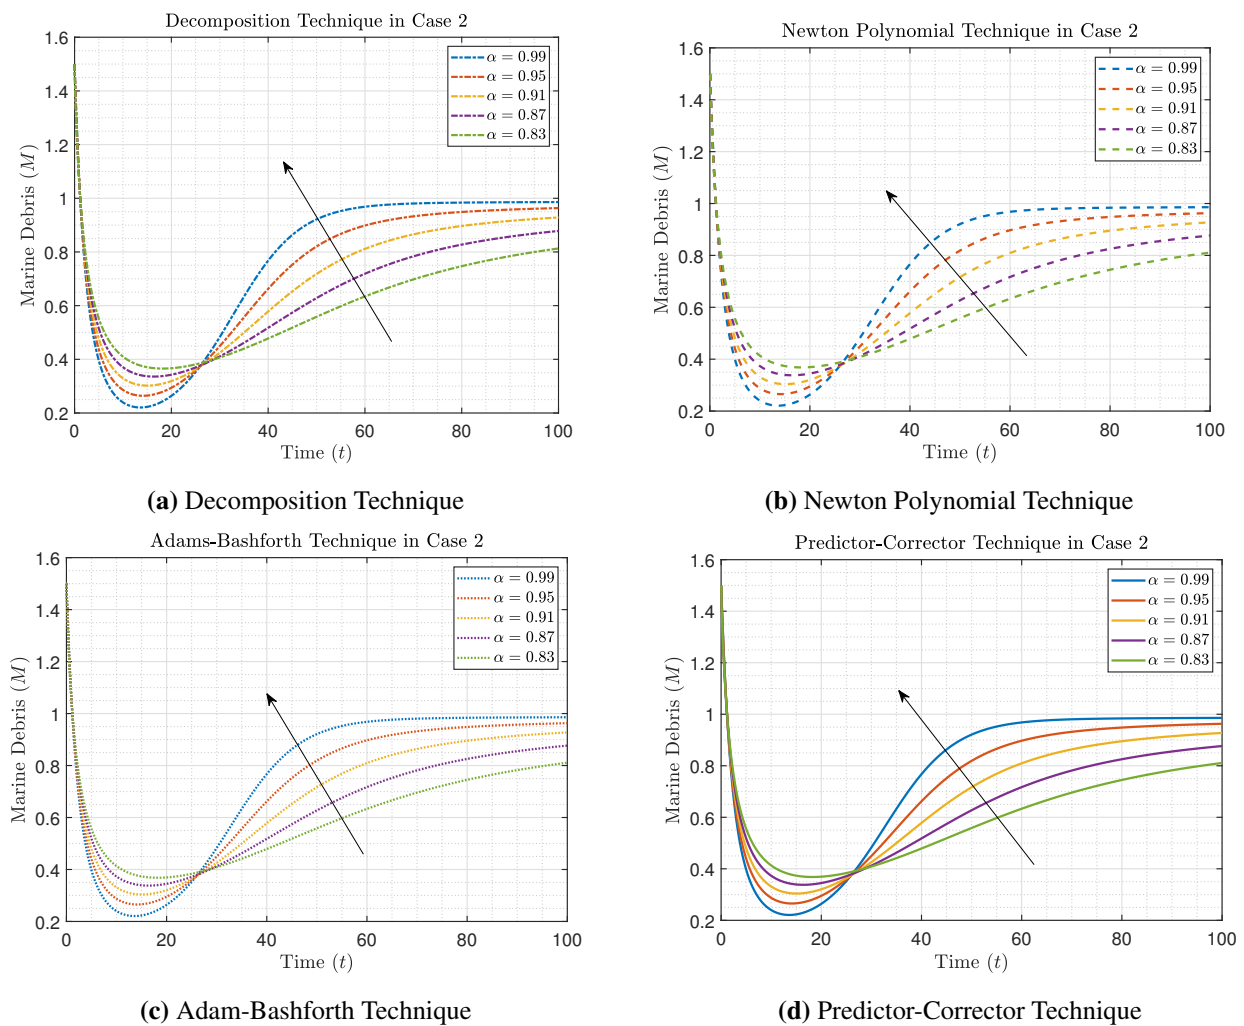 Decomposition Technique in Case 2
1.6
1.4
1.2
1
0.8
0.6
0.4
0.2
Marine Debris (M)
α = 0.99
α = 0.95
α = 0.91
α = 0.87
α = 0.83
0 20 40 60 80 100
Time (t)
(a) Decomposition Technique
Newton Polynomial Technique in Case 2
1.6
1.4
1.2
1
0.8
0.6
0.4
0.2
Marine Debris (M)
α = 0.99
α = 0.95
α = 0.91
α = 0.87
α = 0.83
0 20 40 60 80 100
Time (t)
(b) Newton Polynomial Technique
Adams-Bashforth Technique in Case 2
1.6
1.4
1.2
1
0.8
0.6
0.4
0.2
Marine Debris (M)
α = 0.99
α = 0.95
α = 0.91
α = 0.87
α = 0.83
0 20 40 60 80 100
Time (t)
(c) Adam-Bashforth Technique
Predictor-Corrector Technique in Case 2
1.6
1.4
1.2
1
0.8
0.6
0.4
0.2
Marine Debris (M)
α = 0.99
α = 0.95
α = 0.91
α = 0.87
α = 0.83
0 20 40 60 80 100
Time (t)
(d) Predictor-Corrector Technique